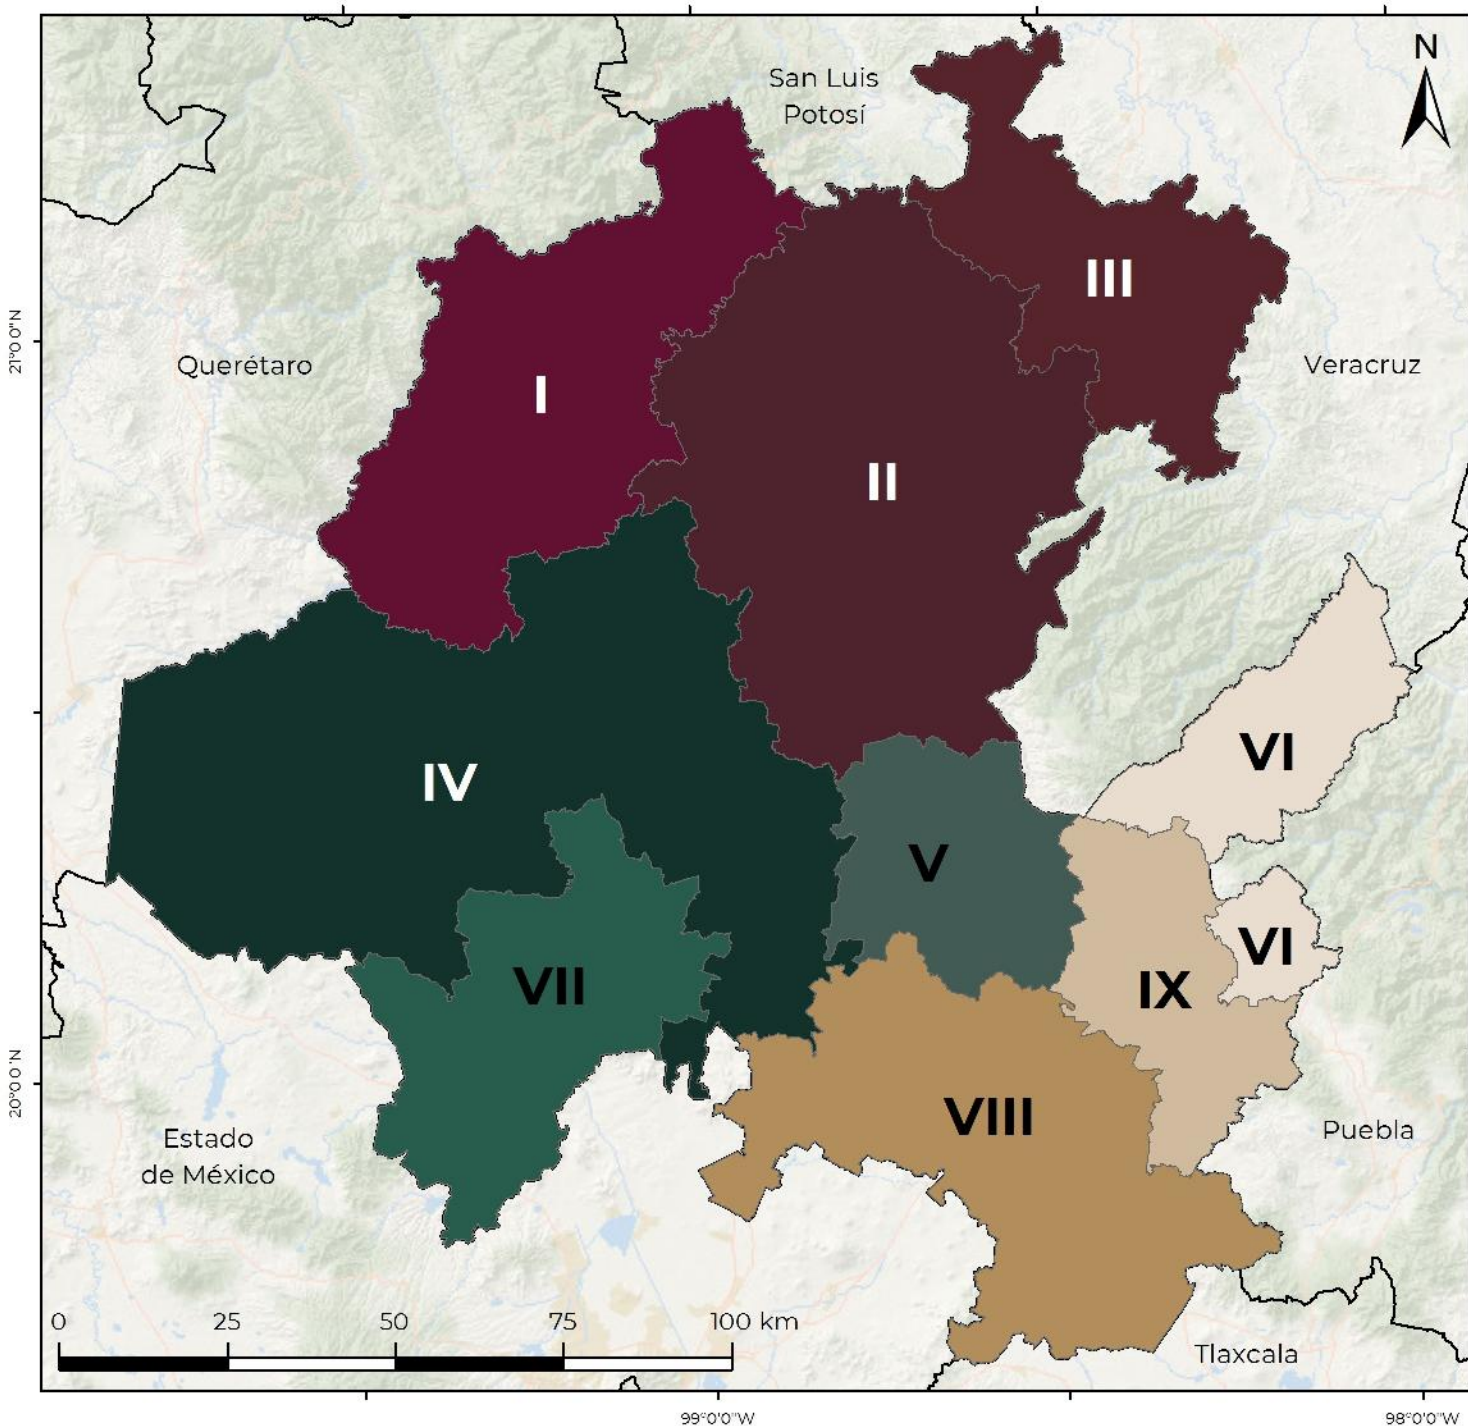 N
San Luis
Potosí
III
21°0'0"N
Querétaro
Veracruz
I
II
VI
IV
V
VI
VII
IX
20°0'0"N
VIII
Estado
de México
Puebla
0 25 50 75 100 km
Tlaxcala
99°0'0"W
98°0'0"W